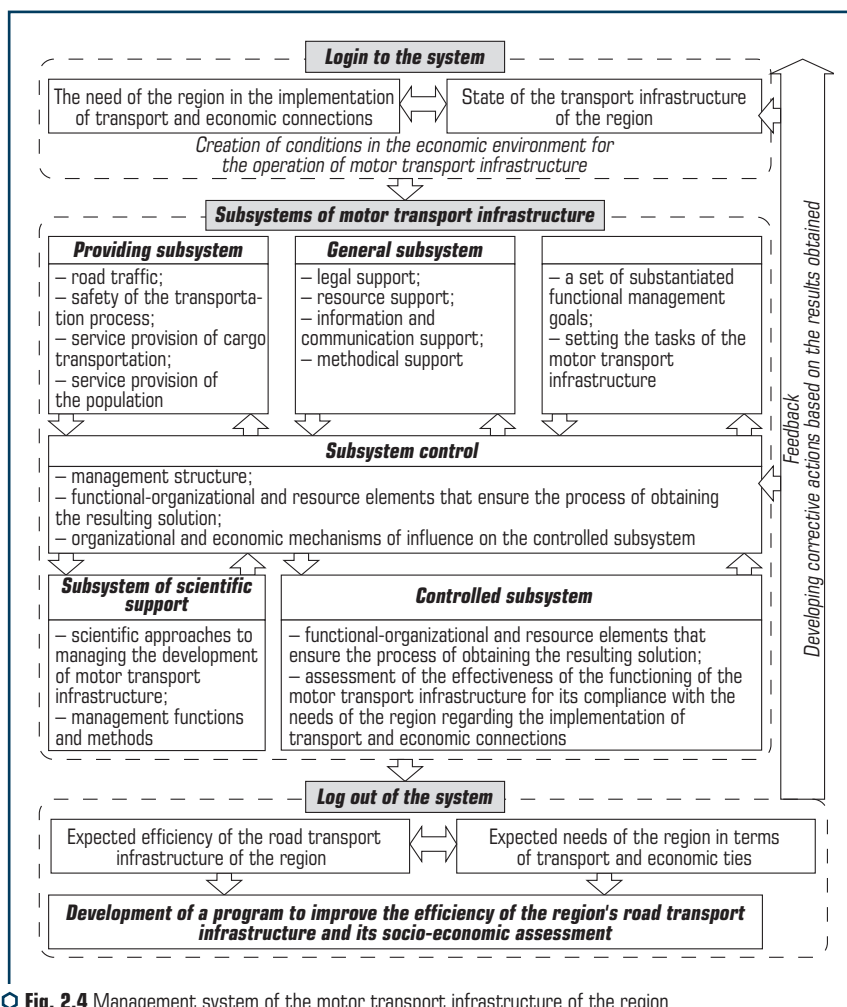 Login to the system
The need of the region in the implementation
of transport and economic connections
State of the transport infrastructure
of the region
Creation of conditions in the economic environment for
the operation of motor transport infrastructure
Subsystems of motor transport infrastructure
Providing subsystem
– road traffic;
– safety of the transporta-
tion process;
– service provision of cargo
transportation;
– service provision of
the population
General subsystem
– legal support;
– resource support;
– information and
communication support;
– methodical support
– a set of substantiated
functional management
goals;
– setting the tasks of the
motor transport
infrastructure
Subsystem control
– management structure;
– functional-organizational and resource elements that ensure the process of obtaining
the resulting solution;
– organizational and economic mechanisms of influence on the controlled subsystem
Subsystem of scientific
support
– scientific approaches to
managing the development
of motor transport
infrastructure;
– management functions
and methods
Controlled subsystem
– functional-organizational and resource elements that
ensure the process of obtaining the resulting solution;
– assessment of the effectiveness of the functioning of the
motor transport infrastructure for its compliance with the
needs of the region regarding the implementation of
transport and economic connections
Feedback
Developing corrective actions based on the results obtained
Log out of the system
Expected efficiency of the road transport
infrastructure of the region
Expected needs of the region in terms
of transport and economic ties
Development of a program to improve the efficiency of the region's road transport
infrastructure and its socio-economic assessment
Fig. 2.4 Management system of the motor transport infrastructure of the region